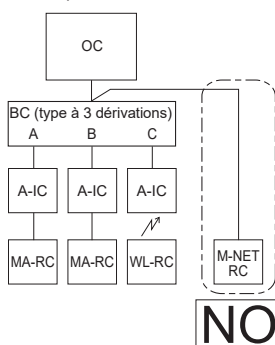 OC
BC (type à 3 dérivations)
A B C
A-IC A-IC A-IC
MA-RC MA-RC WL-RC
M-NET
RC
NO